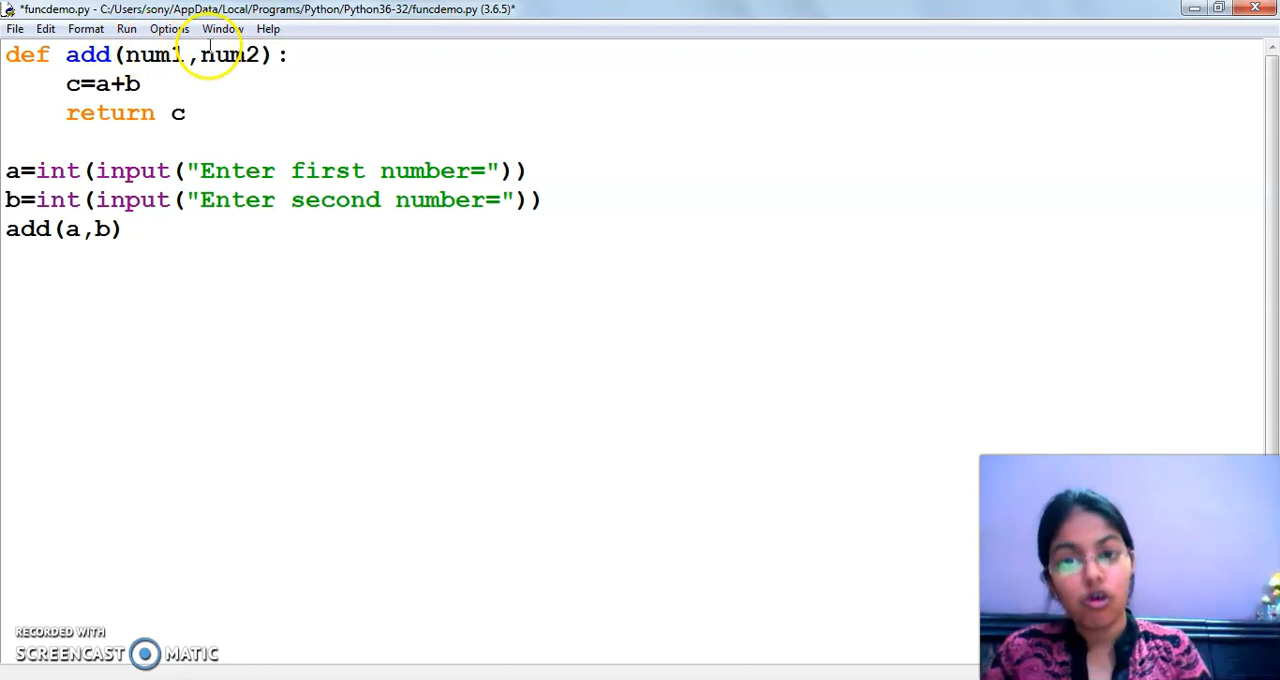 *funcdemo.py - C:/Users/sony/AppData/Local/Programs/Python/Python36-32/funcdemo.py (3.6.5)*
File Edit Format Run Options Window Help
def add(num1,num2):
    c=a+b
    return c
a=int(input("Enter first number="))
b=int(input("Enter second number="))
add(a,b)
RECORDED WITH
SCREENCAST MATIC